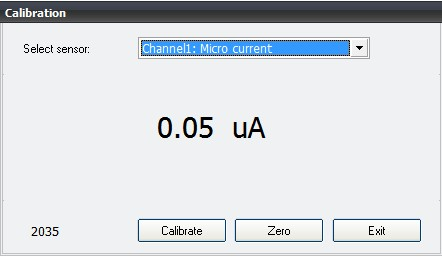 Calibration
Select sensor: Channel1: Micro current
0.05 uA
2035 Calibrate Zero Exit